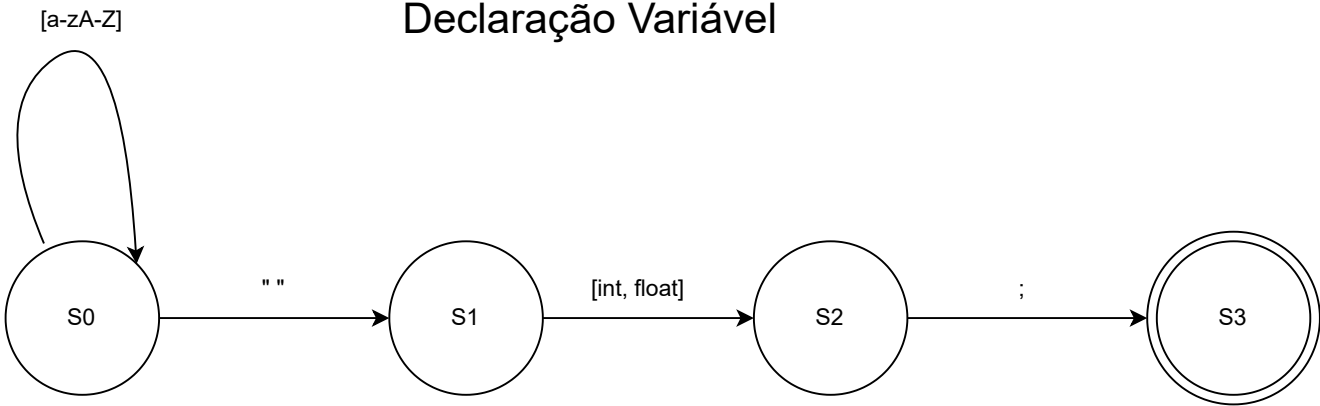 Declaração Variável
[a-zA-Z]
" "
[int, float]
;
S0
S1
S2
S3